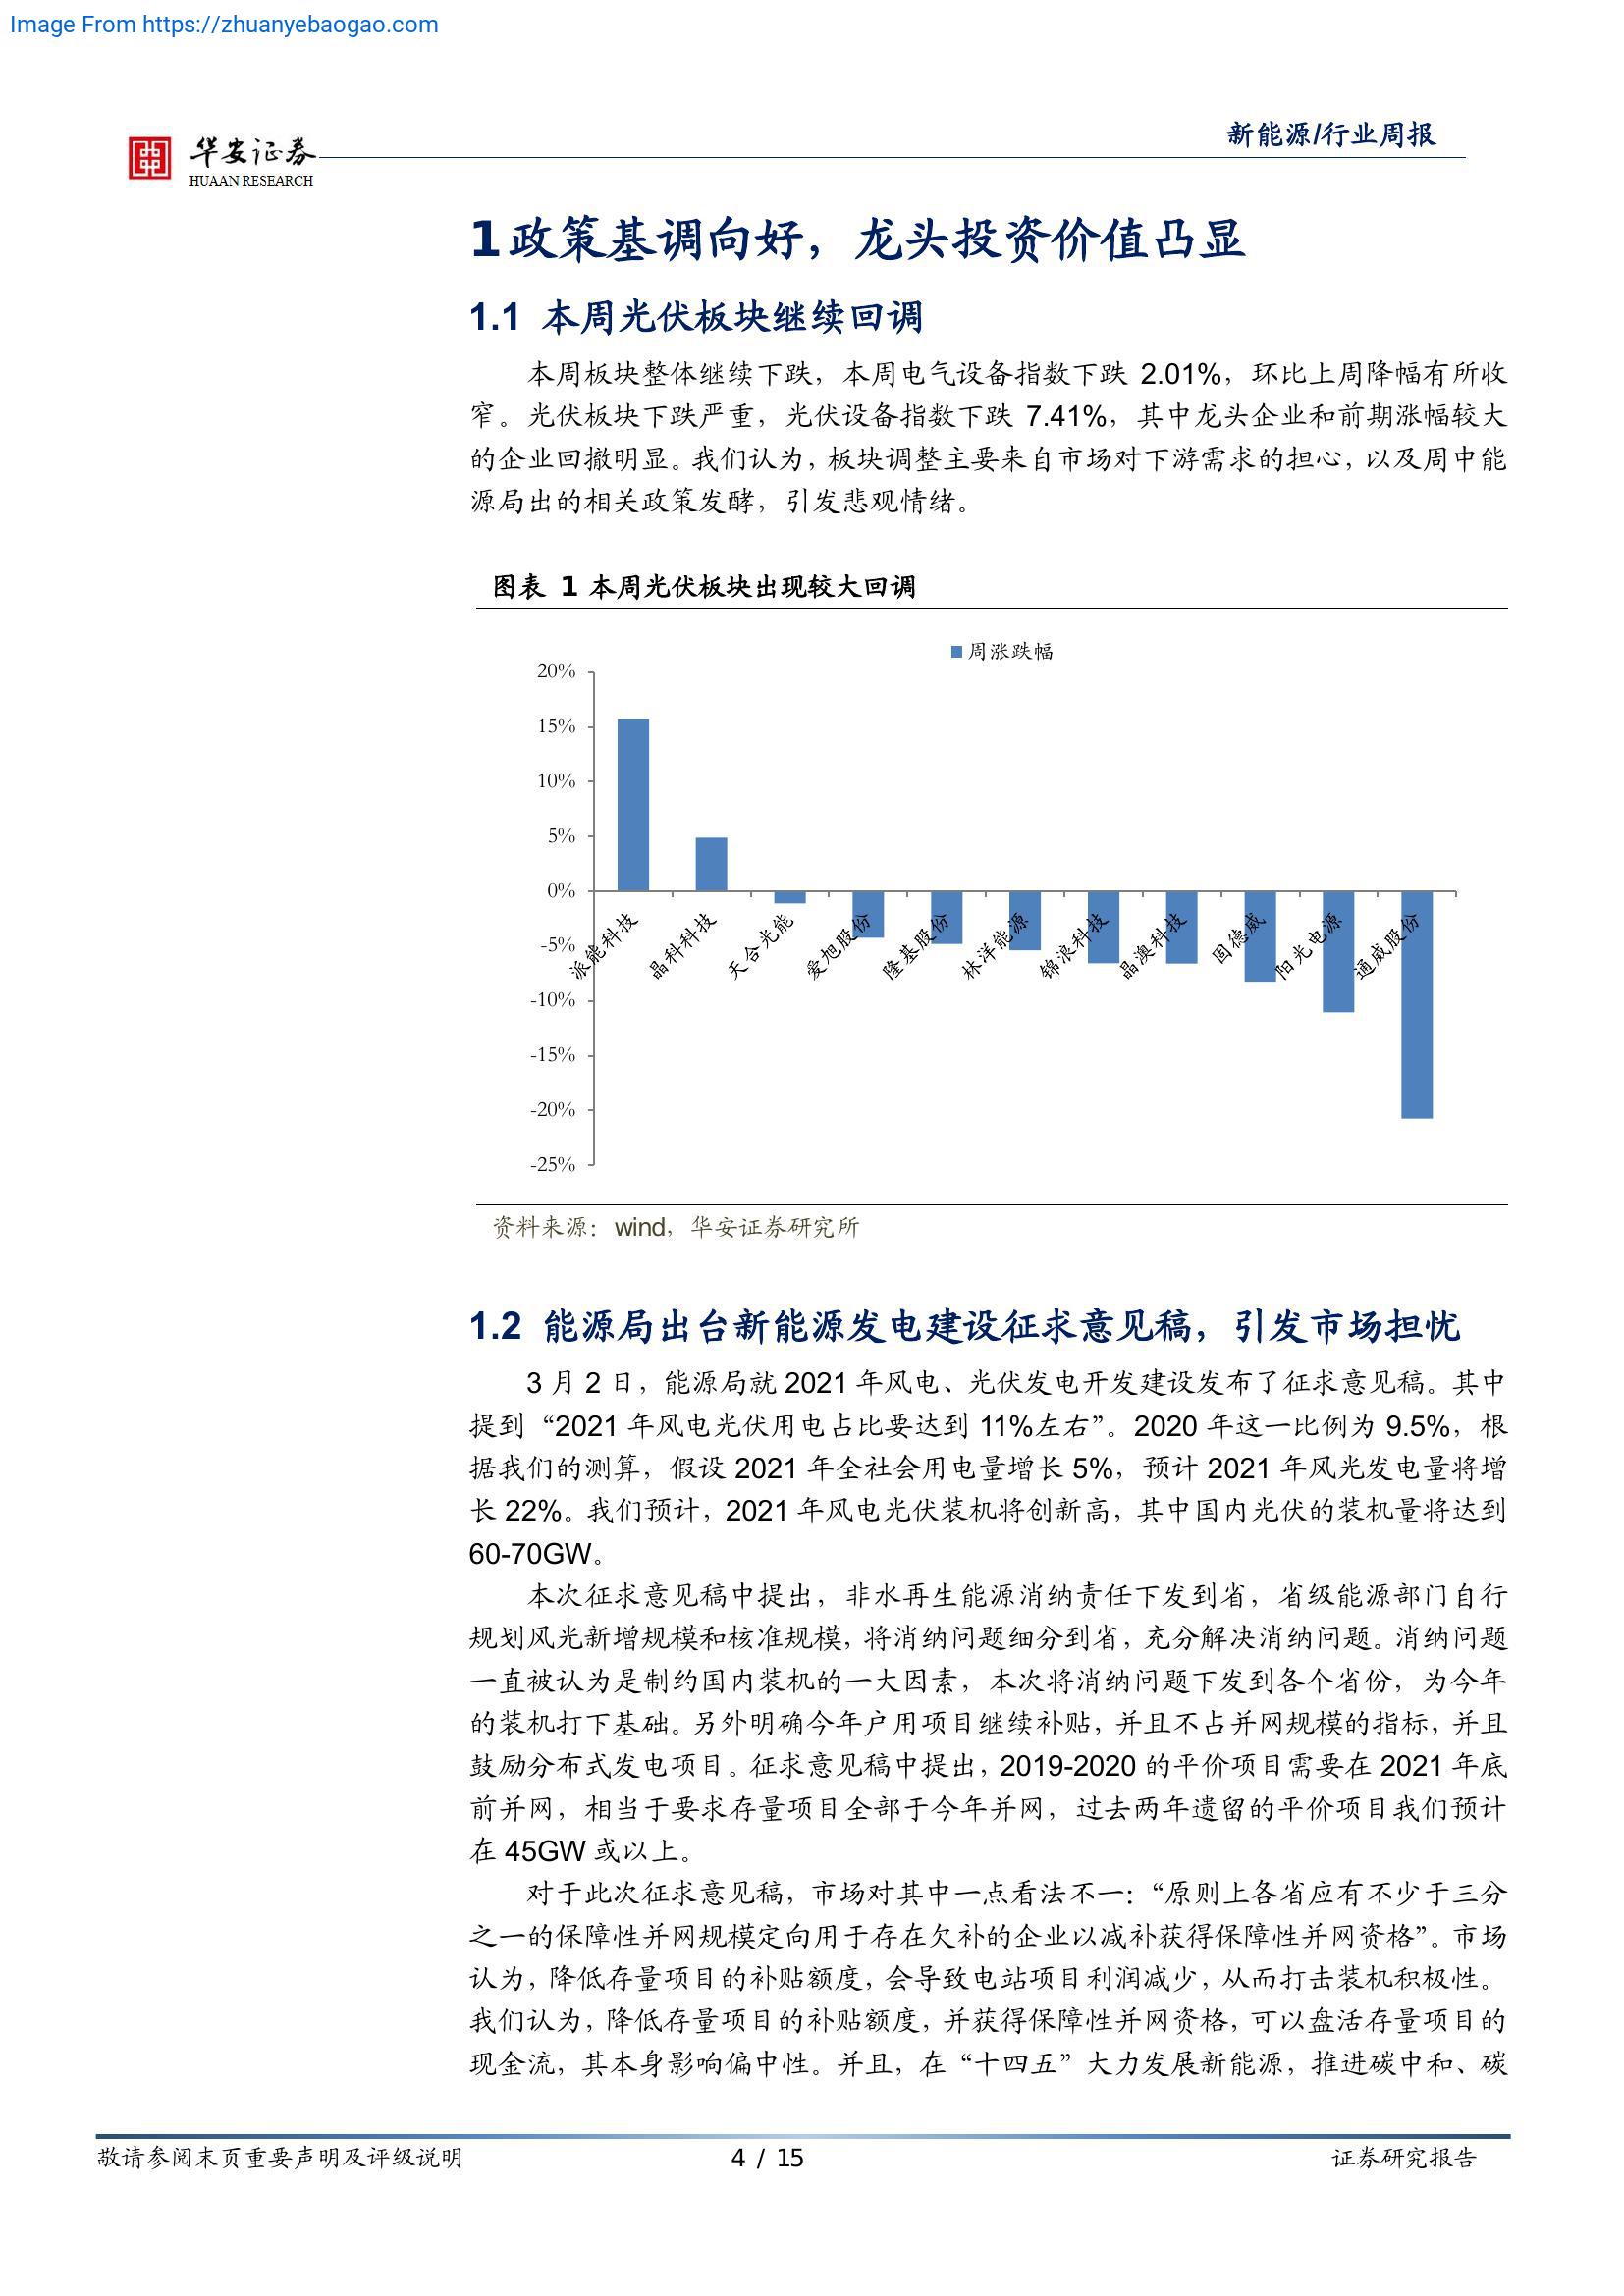 Image From https://zhuanyebaogao.com
华安证券
HUAAN RESEARCH
新能源/行业周报
1 政策基调向好，龙头投资价值凸显
1.1 本周光伏板块继续回调
本周板块整体继续下跌，本周电气设备指数下跌 2.01%，环比上周降幅有所收
窄。光伏板块下跌严重，光伏设备指数下跌 7.41%，其中龙头企业和前期涨幅较大
的企业回撤明显。我们认为，板块调整主要来自市场对下游需求的担心，以及周中能
源局出的相关政策发酵，引发悲观情绪。
图表 1 本周光伏板块出现较大回调
周涨跌幅
20%
15%
10%
5%
0%
-5%
-10%
-15%
-20%
-25%
派能科技
晶科科技
天合光能
爱旭股份
隆基股份
林洋能源
锦浪科技
晶澳科技
固德威
阳光电源
通威股份
资料来源：wind，华安证券研究所
1.2 能源局出台新能源发电建设征求意见稿，引发市场担忧
3 月 2 日，能源局就 2021 年风电、光伏发电开发建设发布了征求意见稿。其中
提到“2021 年风电光伏用电占比要达到 11%左右”。2020 年这一比例为 9.5%，根
据我们的测算，假设 2021 年全社会用电量增长 5%，预计 2021 年风光发电量将增
长 22%。我们预计，2021 年风电光伏装机将创新高，其中国内光伏的装机量将达到
60-70GW。
本次征求意见稿中提出，非水再生能源消纳责任下发到省，省级能源部门自行
规划风光新增规模和核准规模，将消纳问题细分到省，充分解决消纳问题。消纳问题
一直被认为是制约国内装机的一大因素，本次将消纳问题下发到各个省份，为今年
的装机打下基础。另外明确今年户用项目继续补贴，并且不占并网规模的指标，并且
鼓励分布式发电项目。征求意见稿中提出，2019-2020 的平价项目需要在 2021 年底
前并网，相当于要求存量项目全部于今年并网，过去两年遗留的平价项目我们预计
在 45GW 或以上。
对于此次征求意见稿，市场对其中一点看法不一：“原则上各省应有不少于三分
之一的保障性并网规模定向用于存在欠补的企业以减补获得保障性并网资格”。市场
认为，降低存量项目的补贴额度，会导致电站项目利润减少，从而打击装机积极性。
我们认为，降低存量项目的补贴额度，并获得保障性并网资格，可以盘活存量项目的
现金流，其本身影响偏中性。并且，在“十四五”大力发展新能源，推进碳中和、碳
敬请参阅末页重要声明及评级说明
4 / 15
证券研究报告